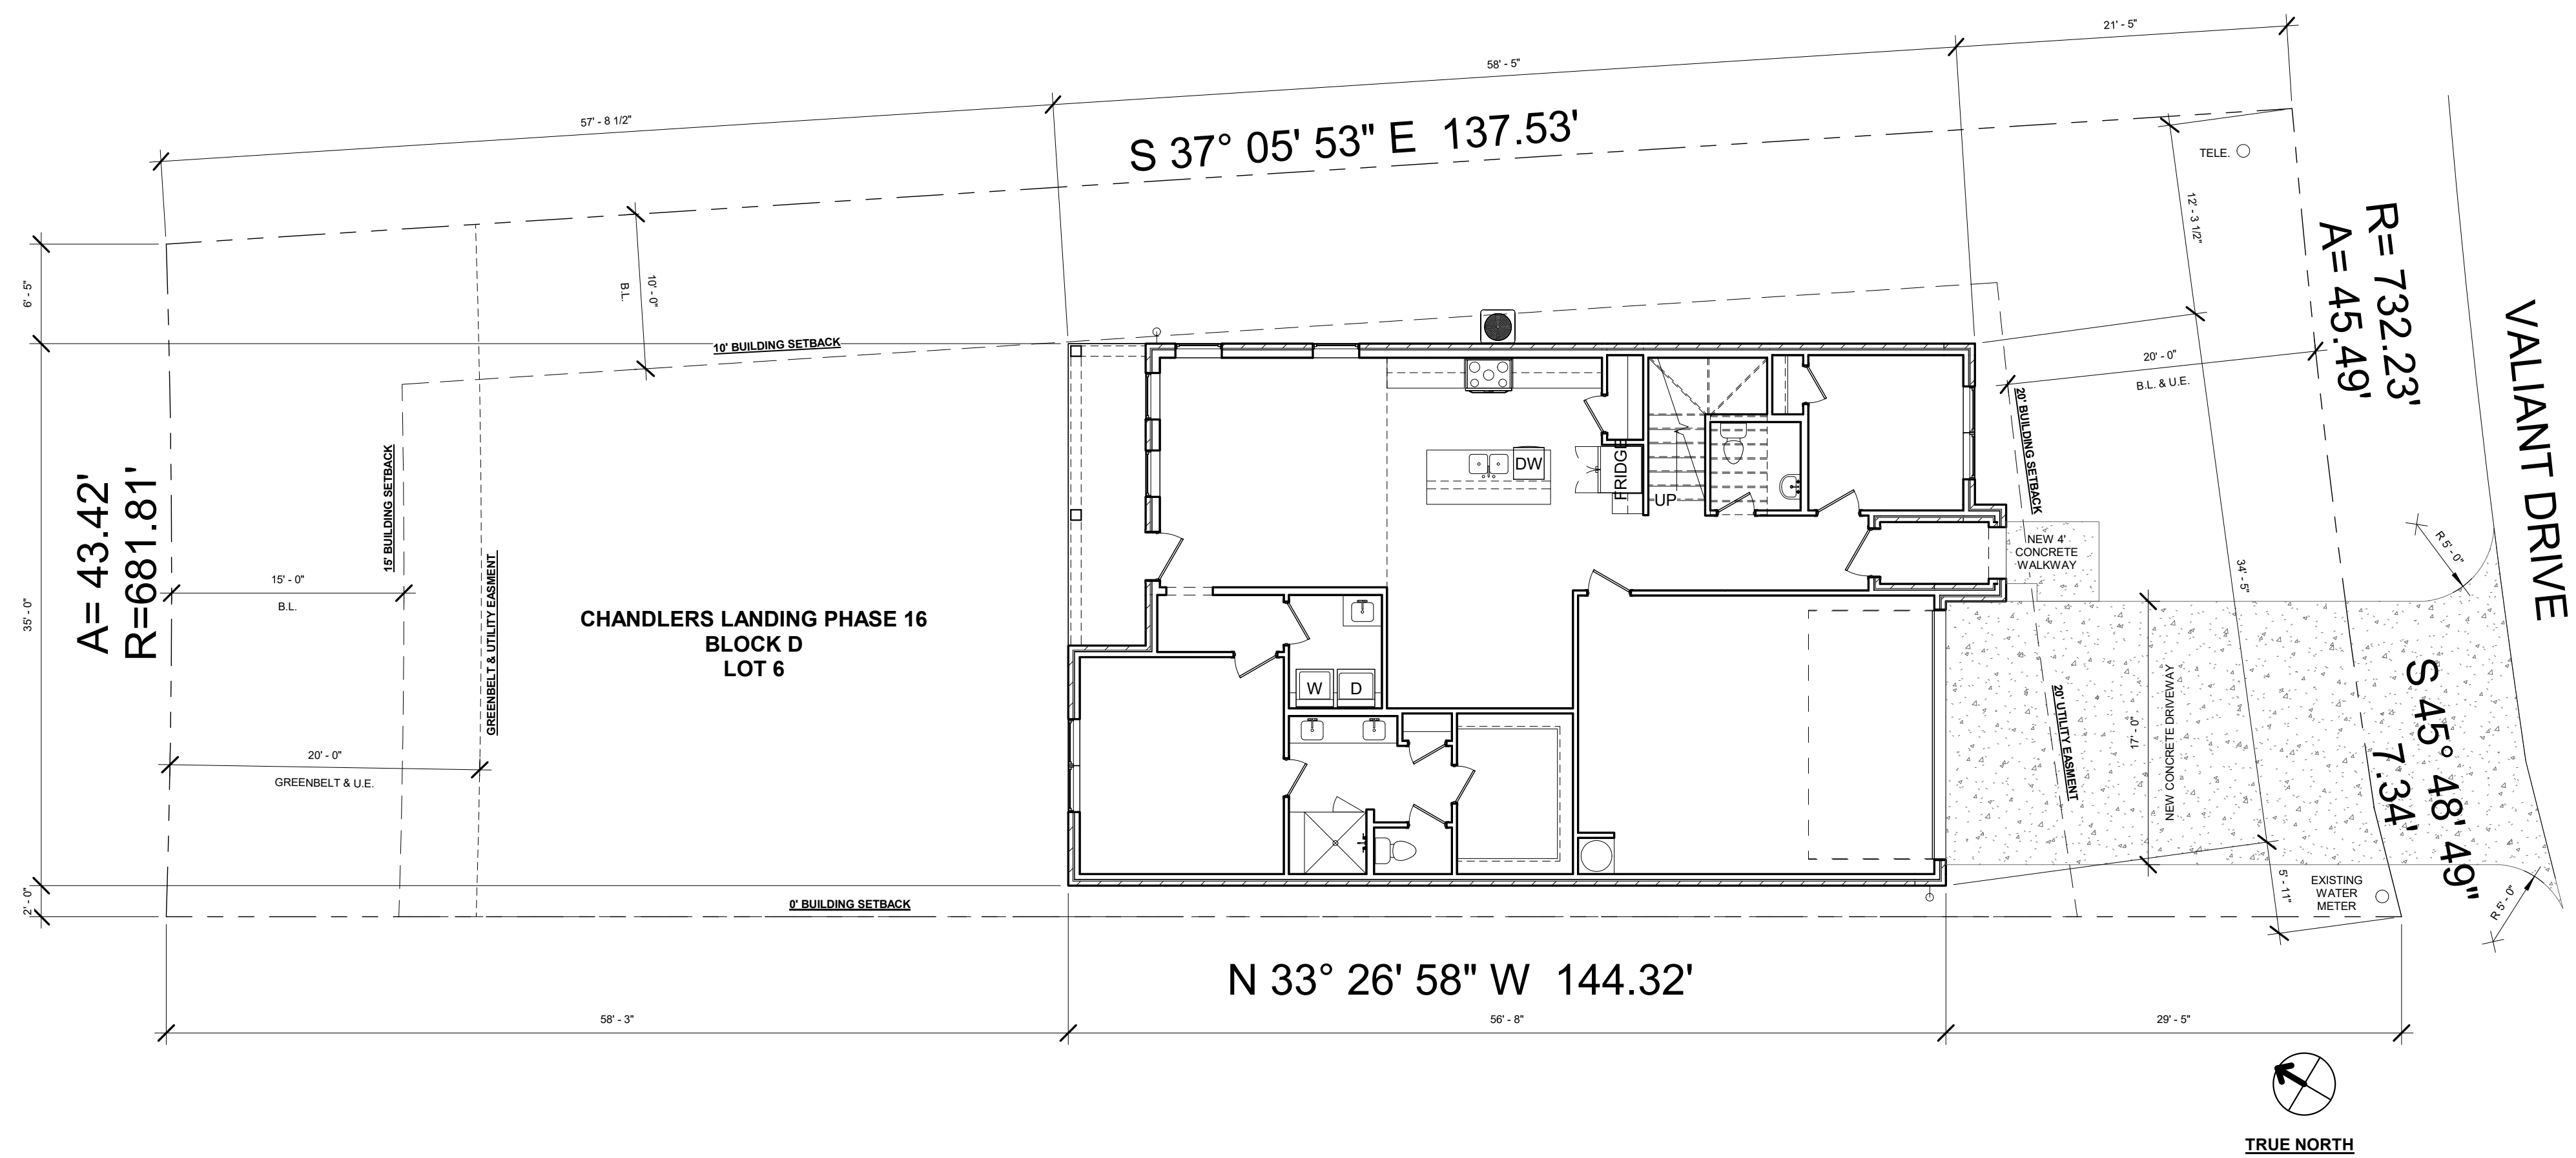 21' - 5"
58' - 5"
57' - 8 1/2"
S 37° 05' 53" E  137.53'
TELE.
12' - 3 1/2"
R= 732.23'
A= 45.49'
VALIANT DRIVE
6' - 5"
10' - 0"
B.L.
10' BUILDING SETBACK
20' - 0"
B.L. & U.E.
20' BUILDING SETBACK
A= 43.42'
R=681.81'
15' BUILDING SETBACK
GREENBELT & UTILITY EASMENT
DW
FRIDGE
UP
NEW 4'
CONCRETE
WALKWAY
R 5' - 0"
34' - 5"
15' - 0"
B.L.
35' - 0"
CHANDLERS LANDING PHASE 16
BLOCK D
LOT 6
W
D
20' UTILITY EASMENT
17' - 0"
NEW CONCRETE DRIVEWAY
S 45° 48' 49"
7.34'
20' - 0"
GREENBELT & U.E.
2' - 0"
0' BUILDING SETBACK
5' - 11"
EXISTING
WATER
METER
R 5' - 0"
N 33° 26' 58" W  144.32'
58' - 3"
56' - 8"
29' - 5"
TRUE NORTH